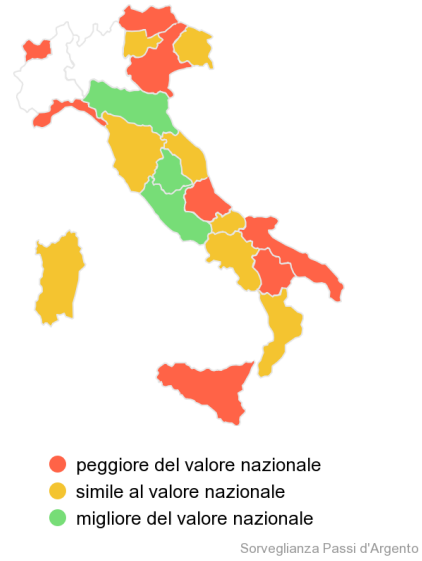 peggiore del valore nazionale
simile al valore nazionale
migliore del valore nazionale
Sorveglianza Passi d'Argento